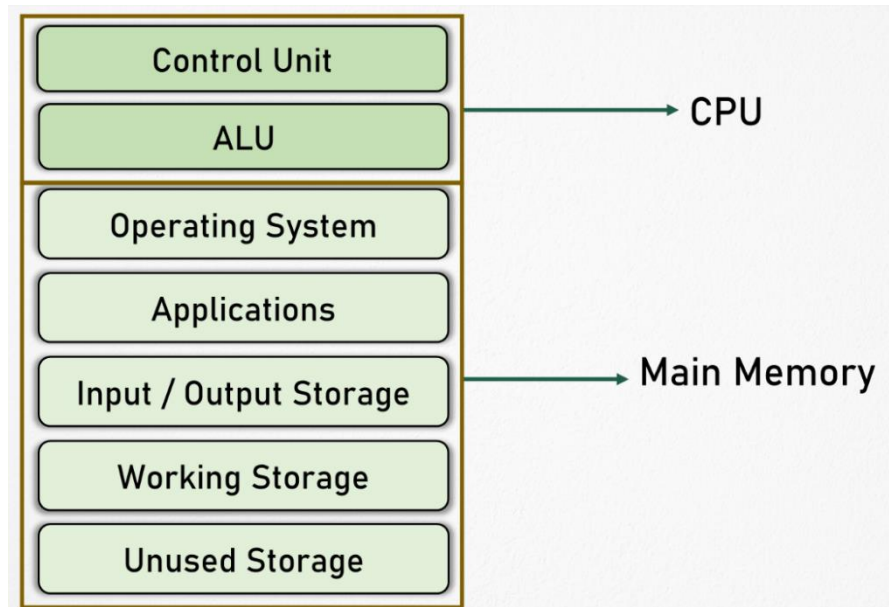 Control Unit
ALU
CPU
Operating System
Applications
Input / Output Storage
Main Memory
Working Storage
Unused Storage